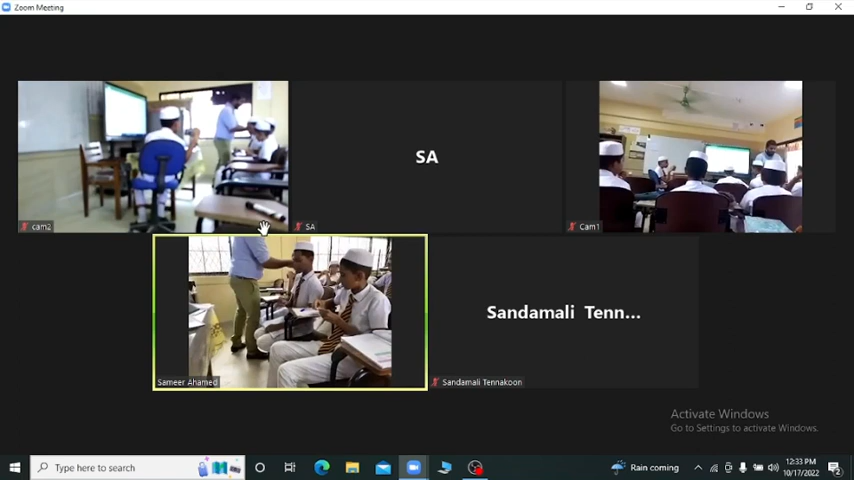 Zoom Meeting
SA
cam2
SA
Cam1
Sandamali Tenn...
Sameer Ahamed
Sandamali Tennakoon
Activate Windows
Go to Settings to activate Windows.
Type here to search
Rain coming
12:33 PM
10/17/2022
2